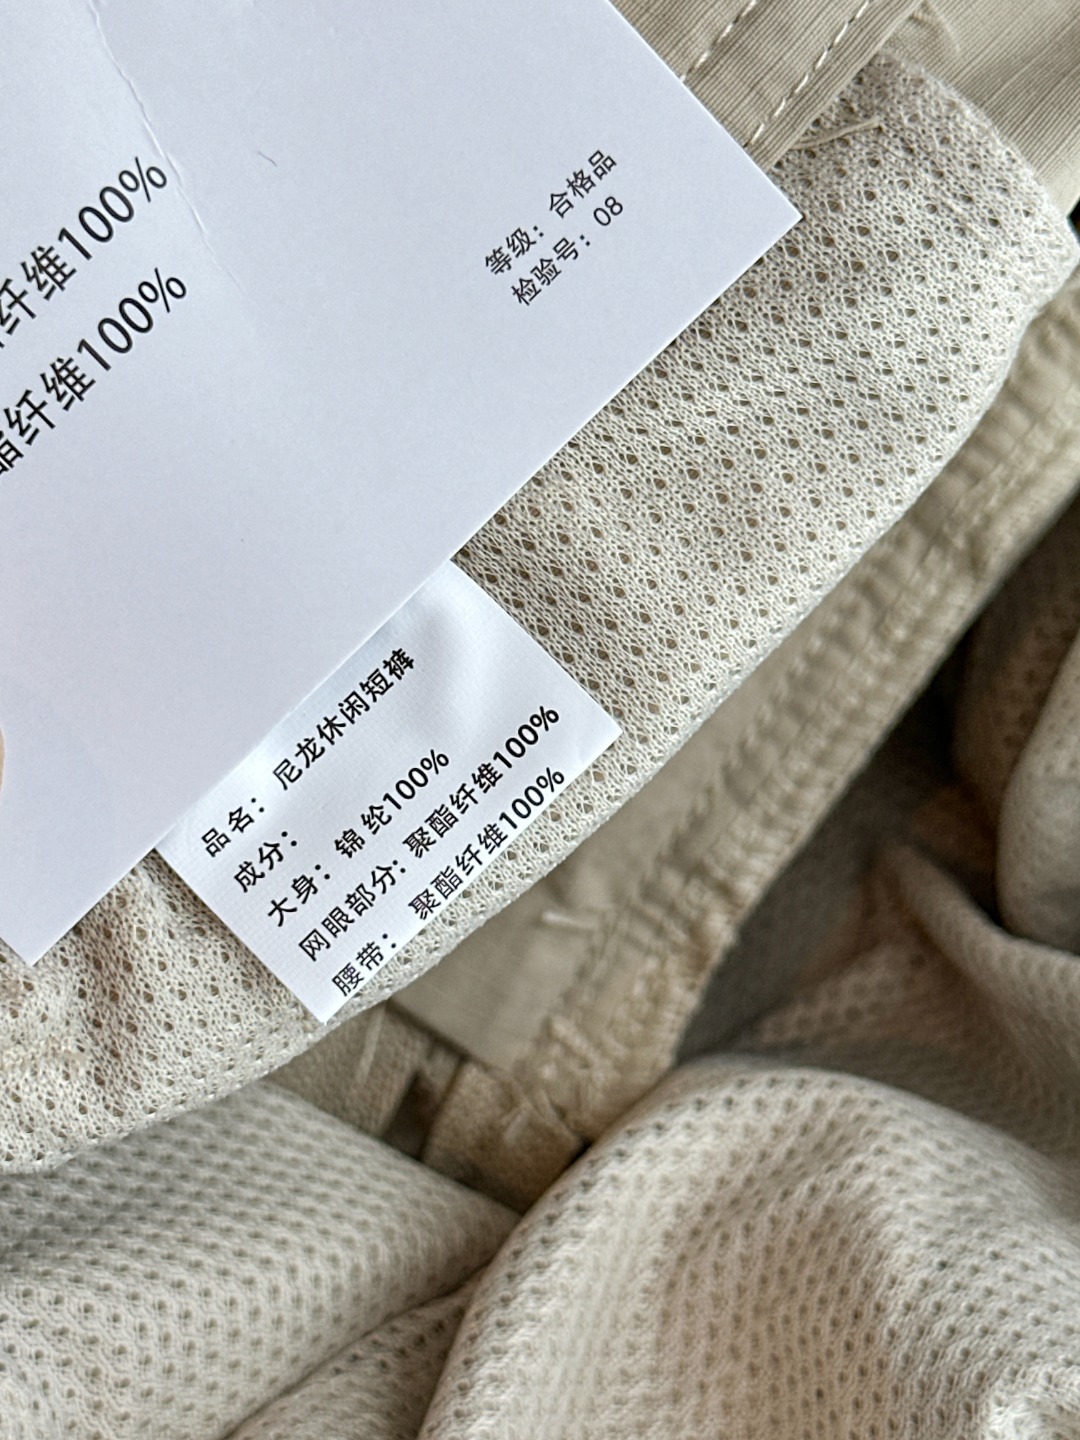 纤维100%
酯纤维100%
等级：合格品
检验号：08
品名：尼龙休闲短裤
成分：
大身：锦纶100%
网眼部分：聚酯纤维100%
腰带：聚酯纤维100%